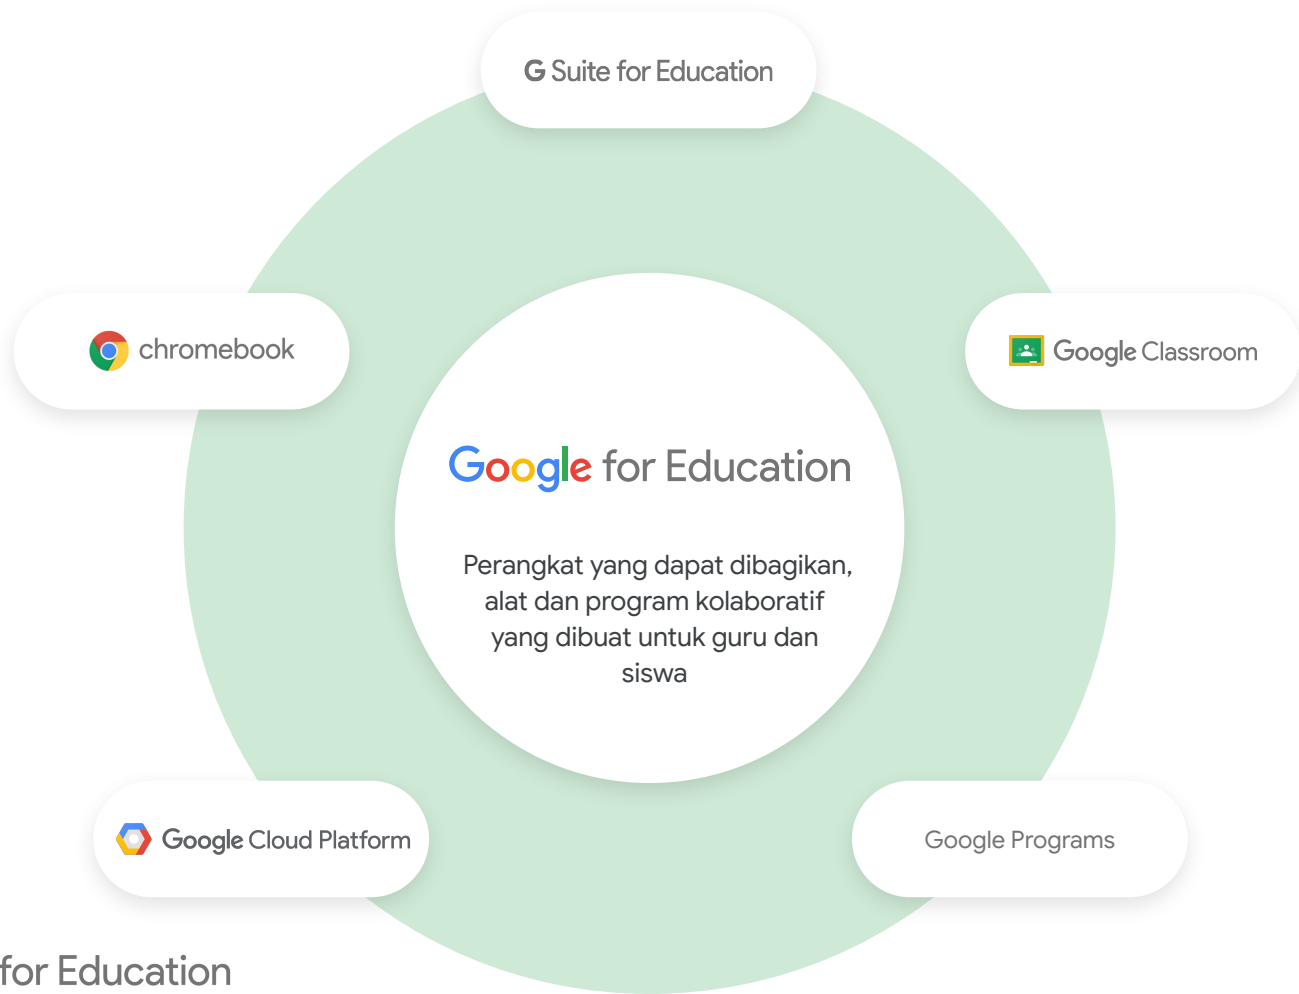 G Suite for Education
chromebook
Google Classroom
Google for Education
Perangkat yang dapat dibagikan,
alat dan program kolaboratif
yang dibuat untuk guru dan
siswa
Google Cloud Platform
Google Programs
for Education